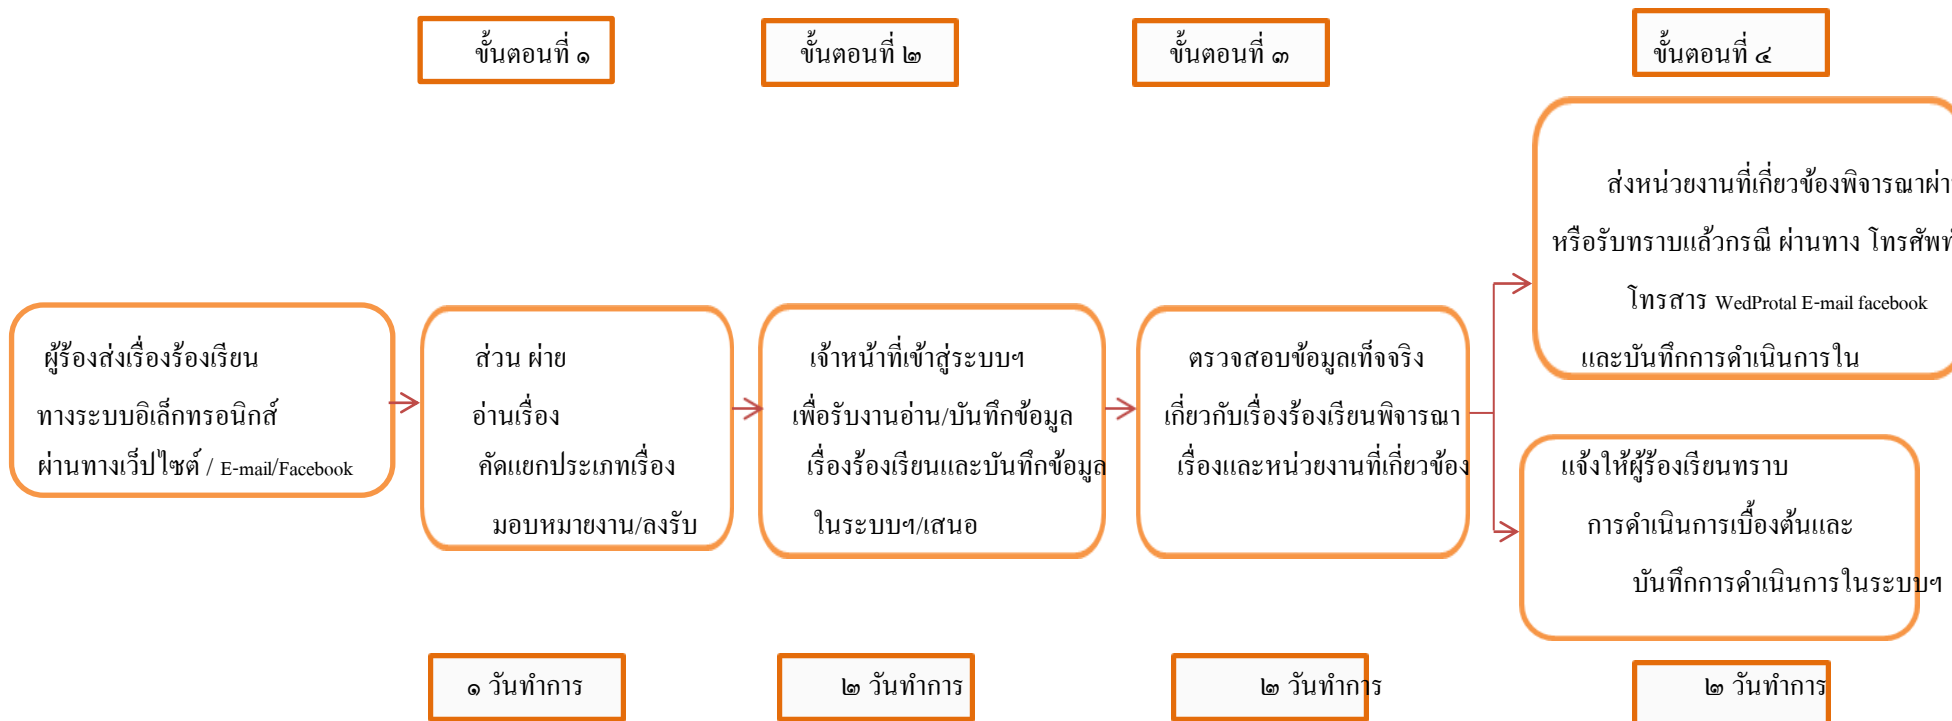 ขั้นตอนที่ ๑
ขั้นตอนที่ ๒
ขั้นตอนที่ ๓
ขั้นตอนที่ ๔
ผู้ร้องส่งเรื่องร้องเรียน
ทางระบบอิเล็กทรอนิกส์
ผ่านทางเว็ปไซต์ / E-mail/Facebook
ส่วน ฝ่าย
อ่านเรื่อง
คัดแยกประเภทเรื่อง
มอบหมายงาน/ลงรับ
เจ้าหน้าที่เข้าสู่ระบบฯ
เพื่อรับงานอ่าน/บันทึกข้อมูล
เรื่องร้องเรียนและบันทึกข้อมูล
ในระบบฯ/เสนอ
ตรวจสอบข้อมูลเท็จจริง
เกี่ยวกับเรื่องร้องเรียนพิจารณา
เรื่องและหน่วยงานที่เกี่ยวข้อง
ส่งหน่วยงานที่เกี่ยวข้องพิจารณา
หรือรับทราบแล้วกรณี ผ่านทาง
โทรสาร WedProtal E-mail facebook
และบันทึกการดำเนินการใน
แจ้งให้ผู้ร้องเรียนทราบ
การดำเนินการเบื้องต้นและ
บันทึกการดำเนินการในระบบฯ
๑ วันทำการ
๒ วันทำการ
๒ วันทำการ
๒ วันทำการ